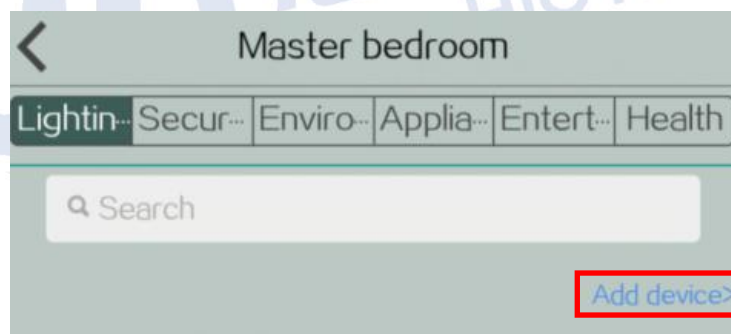 Master bedroom
Lightin... Secur... Enviro... Applia... Entert... Health
Search
Add device>